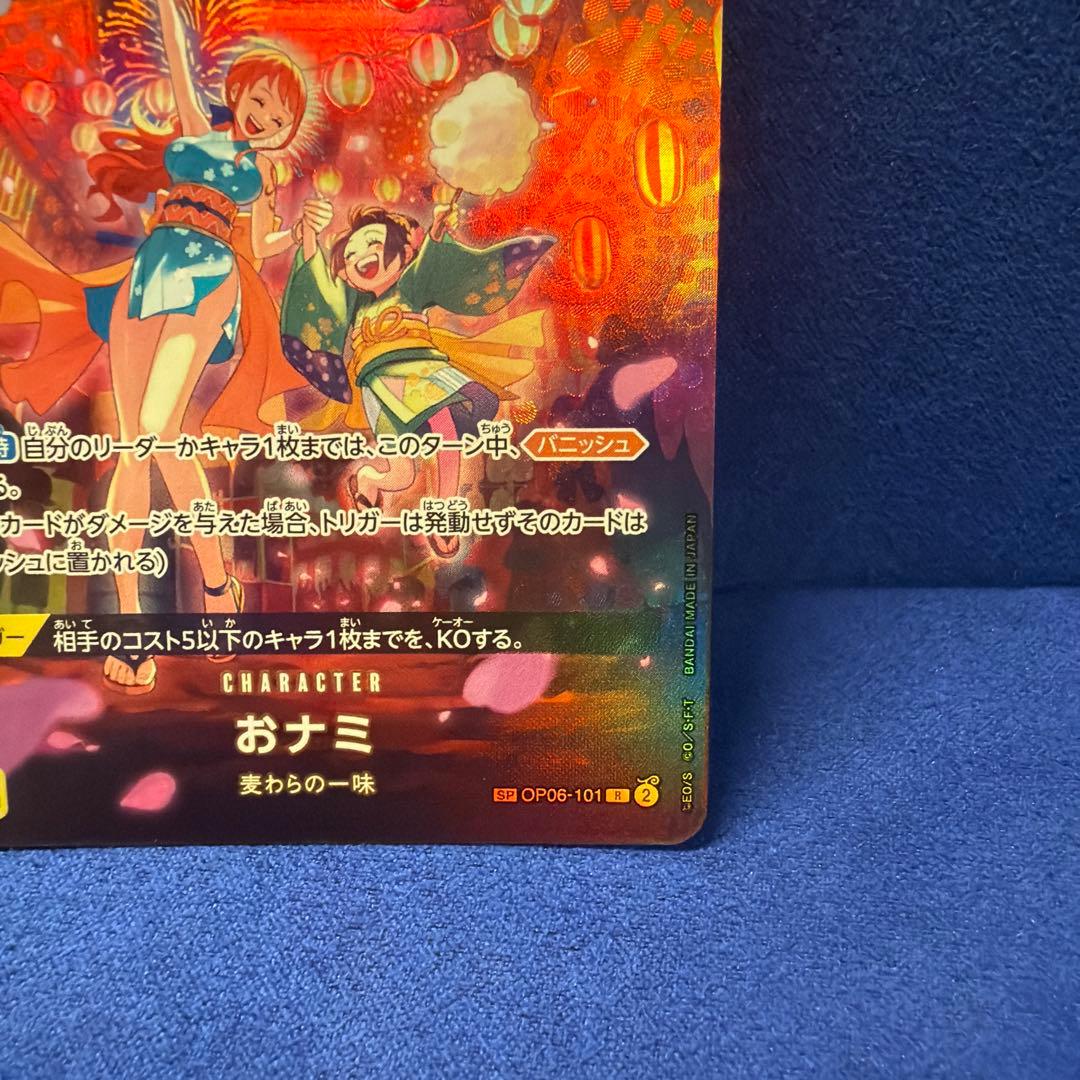 時 自分のリーダーかキャラ1枚までは、このターン中、バニッシュ
る。
カードがダメージを与えた場合、トリガーは発動せずそのカードは
ッシュに置かれる)
ガー 相手のコスト5以下のキャラ1枚までを、KOする。
CHARACTER
おナミ
麦わらの一味
SP OP06-101 R 2
©E.O/S ©O/S・F・T BANDAI MADE IN JAPAN